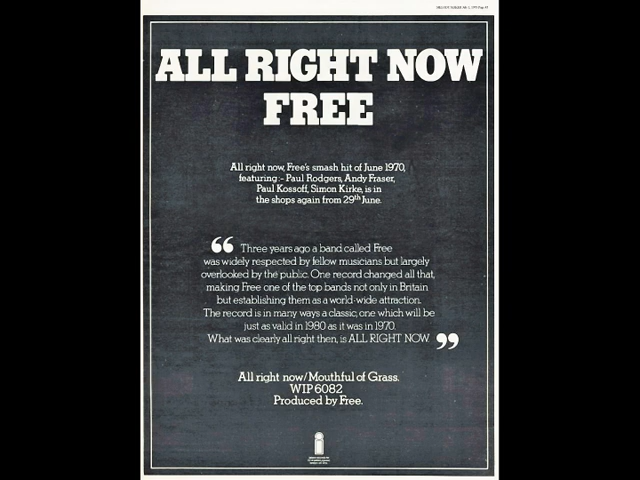 ALL RIGHT NOW
FREE
All right now, Free's smash hit of June 1970,
featuring:- Paul Rodgers, Andy Fraser,
Paul Kossoff, Simon Kirke, is in
the shops again from 29th June.
“ Three years ago a band called Free
was widely respected by fellow musicians but largely
overlooked by the public. One record changed all that,
making Free one of the top bands not only in Britain
but establishing them as a world-wide attraction.
The record is in many ways a classic, one which will be
just as valid in 1980 as it was in 1970.
What was clearly all right then, is ALL RIGHT NOW ”
All right now/Mouthful of Grass.
WIP 6082
Produced by Free.